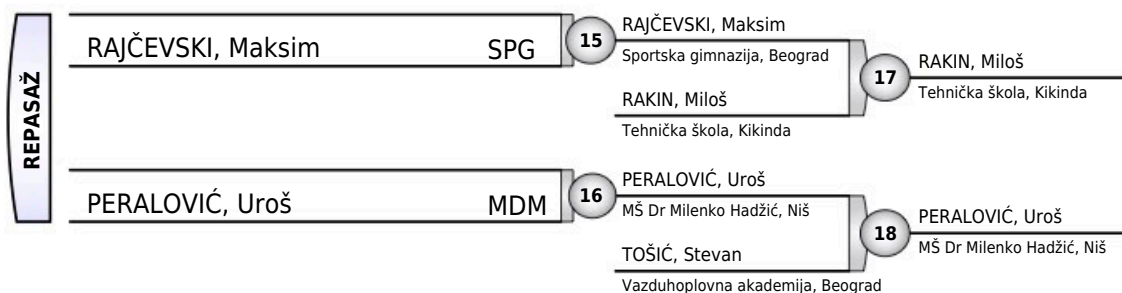 REPASAŽ
RAJČEVSKI, Maksim SPG
15
RAJČEVSKI, Maksim
Sportska gimnazija, Beograd
RAKIN, Miloš
Tehnička škola, Kikinda
17
RAKIN, Miloš
Tehnička škola, Kikinda
PERALOVIĆ, Uroš MDM
16
PERALOVIĆ, Uroš
MŠ Dr Milenko Hadžić, Niš
TOŠIĆ, Stevan
Vazduhoplovna akademija, Beograd
18
PERALOVIĆ, Uroš
MŠ Dr Milenko Hadžić, Niš